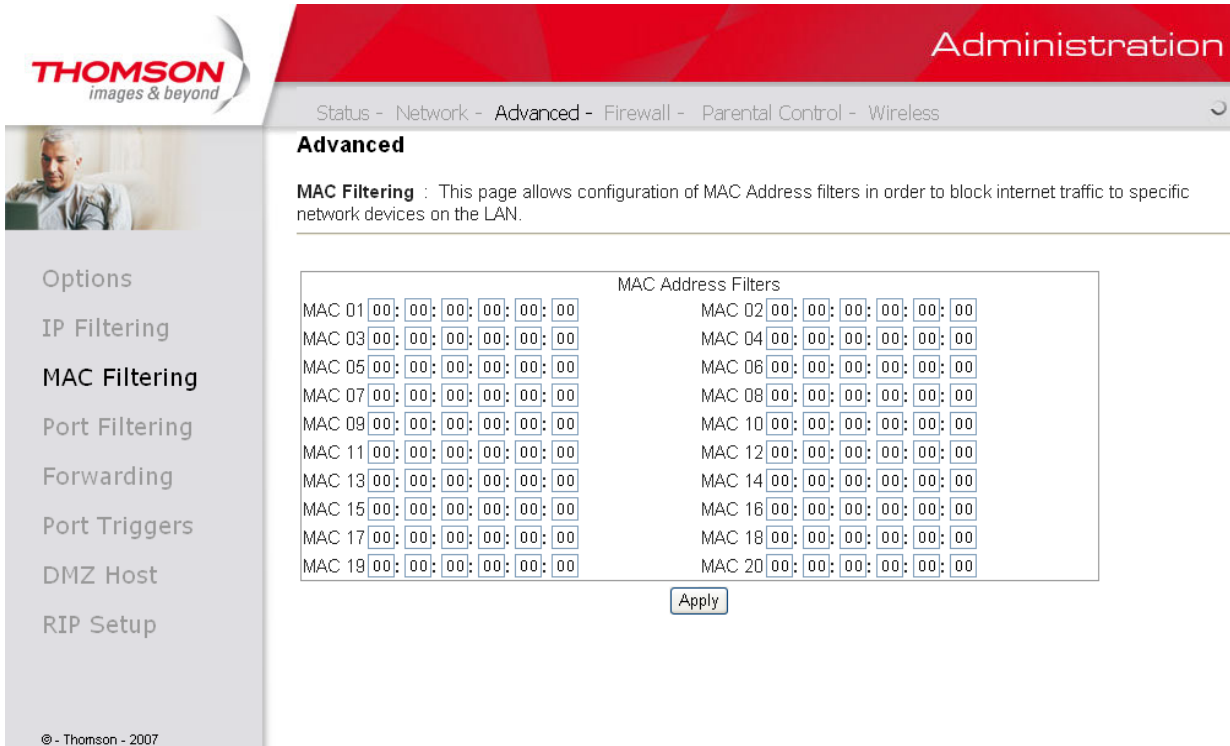 THOMSON
images & beyond
Administration
Status - Network - Advanced - Firewall - Parental Control - Wireless
Advanced
MAC Filtering : This page allows configuration of MAC Address filters in order to block internet traffic to specific
network devices on the LAN.
Options
IP Filtering
MAC Filtering
Port Filtering
Forwarding
Port Triggers
DMZ Host
RIP Setup
MAC Address Filters
MAC 01 00: 00: 00: 00: 00: 00 MAC 02 00: 00: 00: 00: 00: 00
MAC 03 00: 00: 00: 00: 00: 00 MAC 04 00: 00: 00: 00: 00: 00
MAC 05 00: 00: 00: 00: 00: 00 MAC 06 00: 00: 00: 00: 00: 00
MAC 07 00: 00: 00: 00: 00: 00 MAC 08 00: 00: 00: 00: 00: 00
MAC 09 00: 00: 00: 00: 00: 00 MAC 10 00: 00: 00: 00: 00: 00
MAC 11 00: 00: 00: 00: 00: 00 MAC 12 00: 00: 00: 00: 00: 00
MAC 13 00: 00: 00: 00: 00: 00 MAC 14 00: 00: 00: 00: 00: 00
MAC 15 00: 00: 00: 00: 00: 00 MAC 16 00: 00: 00: 00: 00: 00
MAC 17 00: 00: 00: 00: 00: 00 MAC 18 00: 00: 00: 00: 00: 00
MAC 19 00: 00: 00: 00: 00: 00 MAC 20 00: 00: 00: 00: 00: 00
Apply
© - Thomson - 2007